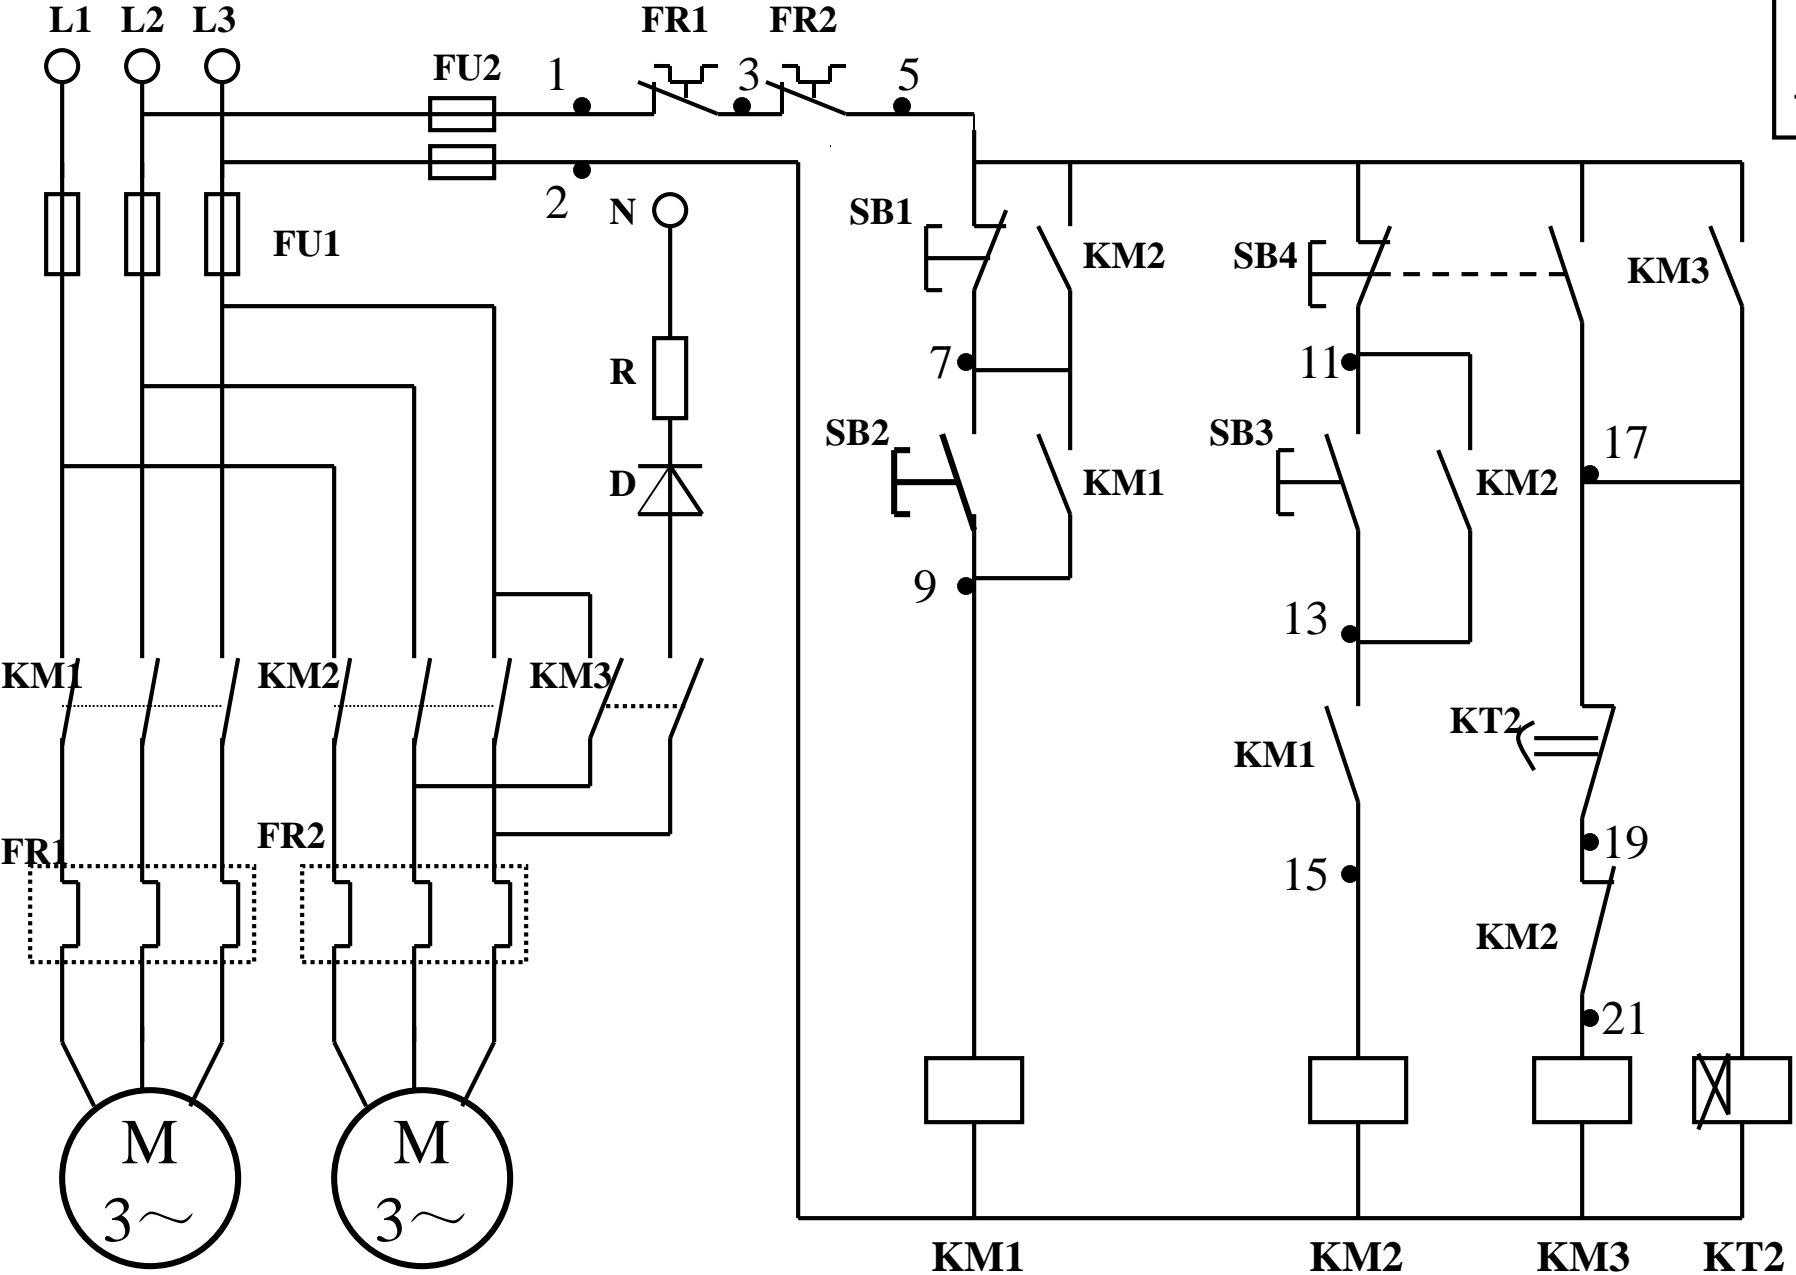 L1 L2 L3 FR1 FR2
FU2 1 3 5
2 N SB1
FU1 KM2 SB4 KM3
R 7 11
SB2 SB3 17
D KM1 KM2
9 13
KM1 KM2 KM3 KT2
KM1
FR1 FR2 15 19
KM2
21
M M
3～ 3～
KM1 KM2 KM3 KT2